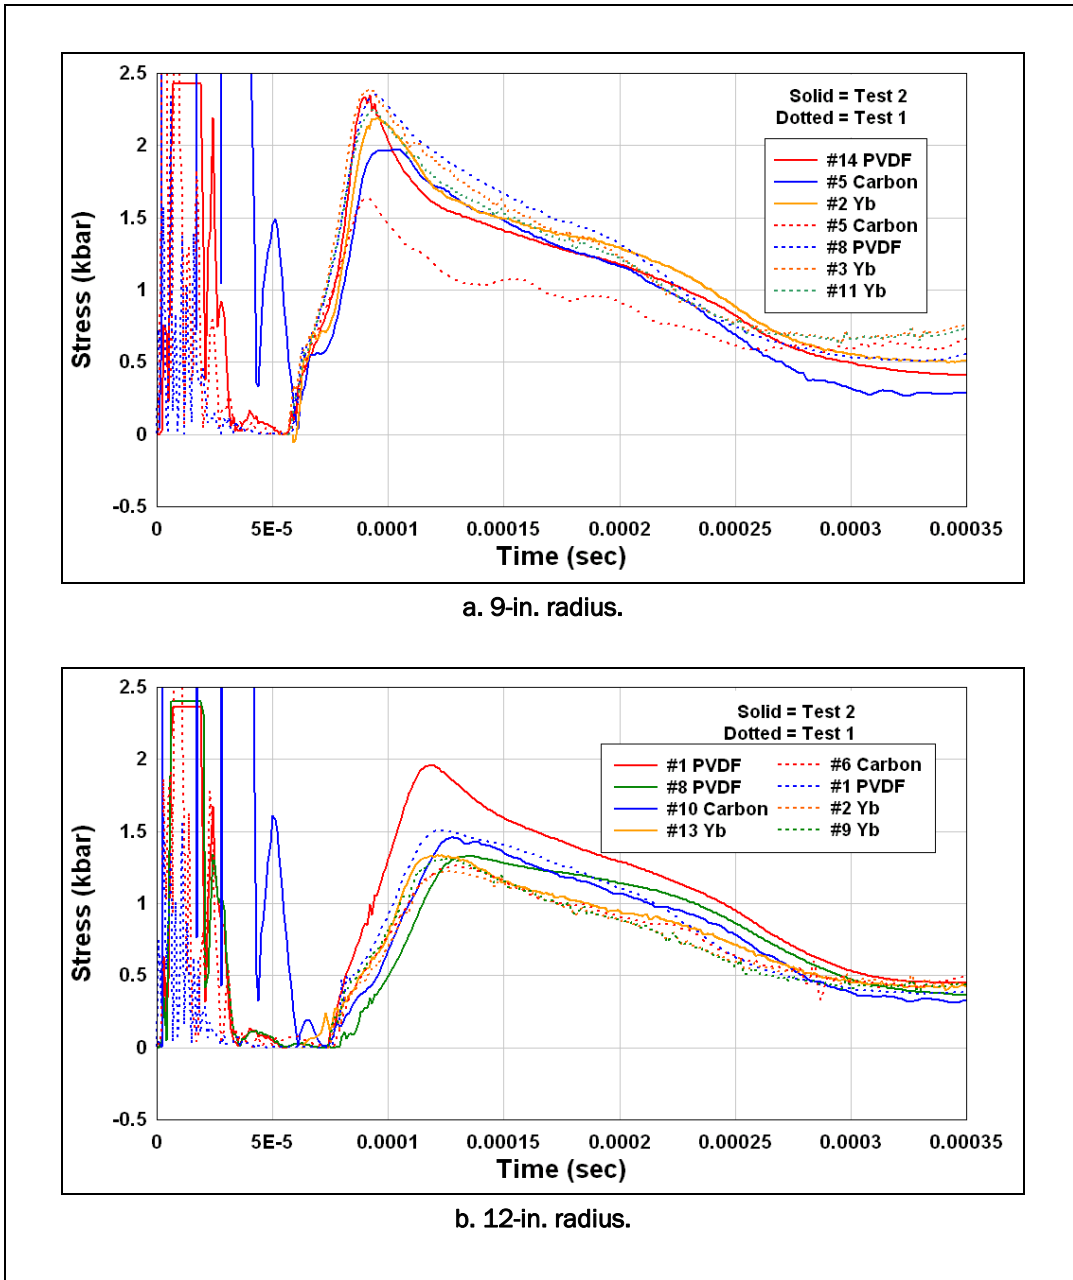 2.5
2
1.5
1
0.5
0
-0.5
Stress (kbar)
Solid = Test 2
Dotted = Test 1
#14 PVDF
#5 Carbon
#2 Yb
#5 Carbon
#8 PVDF
#3 Yb
#11 Yb
0 5E-5 0.0001 0.00015 0.0002 0.00025 0.0003 0.00035
Time (sec)
a. 9-in. radius.
2.5
2
1.5
1
0.5
0
-0.5
Stress (kbar)
Solid = Test 2
Dotted = Test 1
#1 PVDF #6 Carbon
#8 PVDF #1 PVDF
#10 Carbon #2 Yb
#13 Yb #9 Yb
0 5E-5 0.0001 0.00015 0.0002 0.00025 0.0003 0.00035
Time (sec)
b. 12-in. radius.